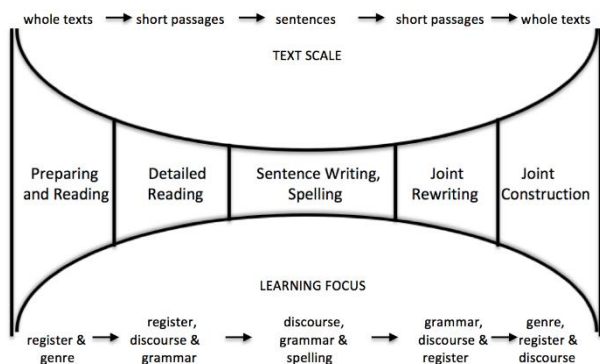 whole texts → short passages → sentences → short passages → whole texts
TEXT SCALE
Preparing
and Reading
Detailed
Reading
Sentence Writing,
Spelling
Joint
Rewriting
Joint
Construction
LEARNING FOCUS
register &
genre
→
register,
discourse &
grammar
→
discourse,
grammar &
spelling
→
grammar,
discourse &
register
→
genre,
register &
discourse